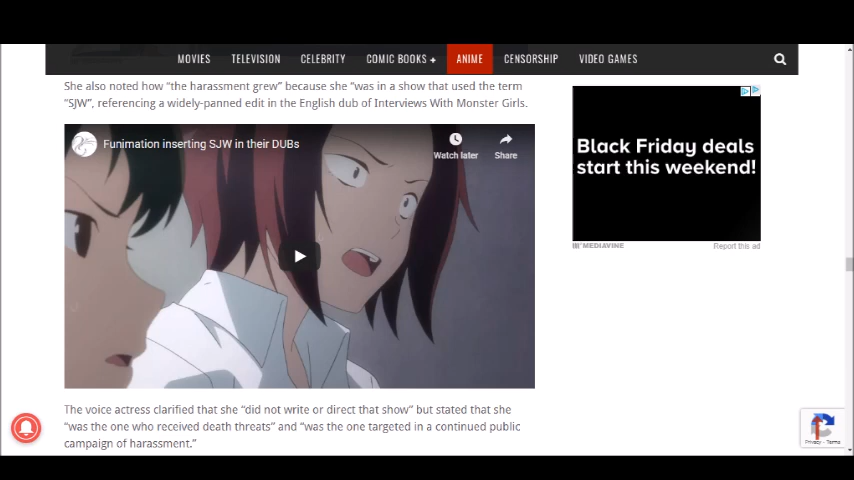 MOVIES TELEVISION CELEBRITY COMIC BOOKS + ANIME CENSORSHIP VIDEO GAMES
She also noted how “the harassment grew” because she “was in a show that used the term
“SJW”, referencing a widely-panned edit in the English dub of Interviews With Monster Girls.
Funimation inserting SJW in their DUBs
Watch later Share
Black Friday deals
start this weekend!
MEDIAVINE Report this ad
The voice actress clarified that she “did not write or direct that show” but stated that she
“was the one who received death threats” and “was the one targeted in a continued public
campaign of harassment.”
Privacy - Terms